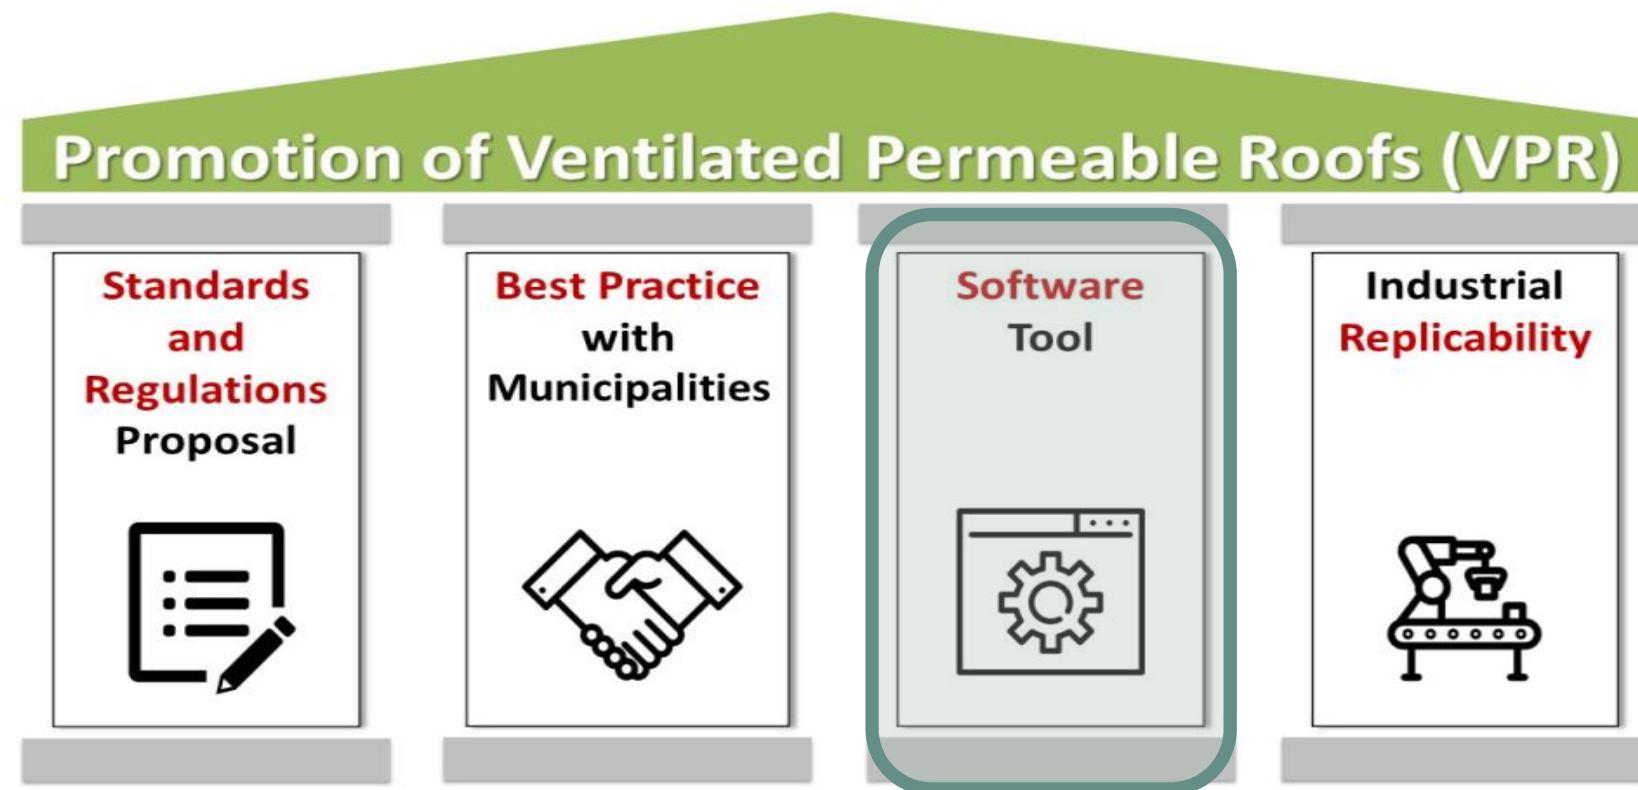 Promotion of Ventilated Permeable Roofs (VPR)
Standards
and
Regulations
Proposal
Best Practice
with
Municipalities
Software
Tool
Industrial
Replicability